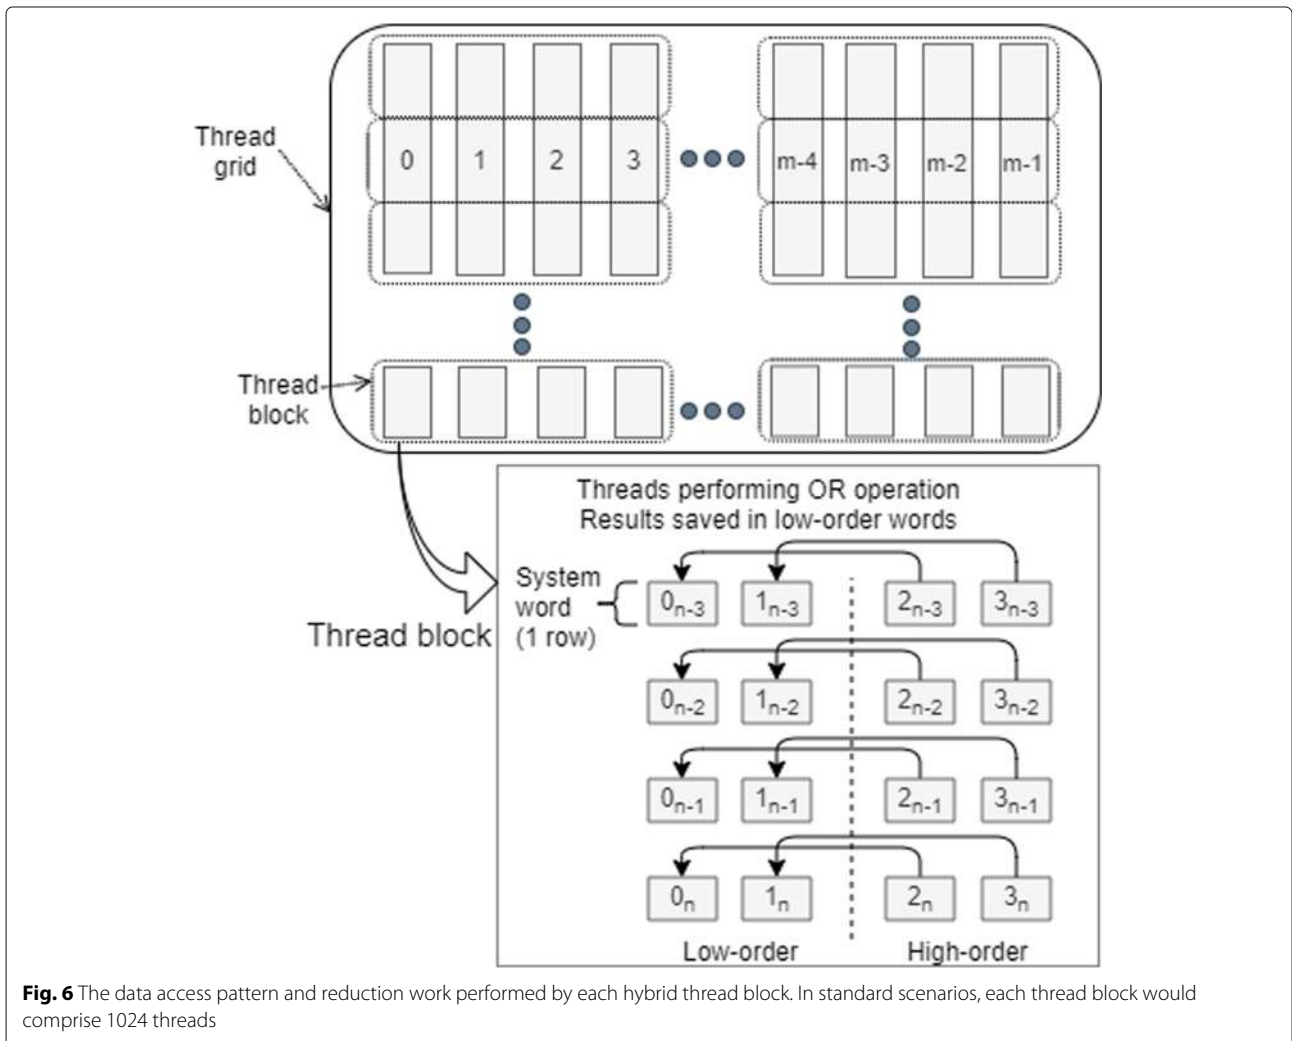 Thread
grid
0 1 2 3 m-4 m-3 m-2 m-1
Thread
block
Threads performing OR operation
Results saved in low-order words
System
word
(1 row)
Thread block
0n-3 1n-3 2n-3 3n-3
0n-2 1n-2 2n-2 3n-2
0n-1 1n-1 2n-1 3n-1
0n 1n 2n 3n
Low-order High-order
Fig. 6 The data access pattern and reduction work performed by each hybrid thread block. In standard scenarios, each thread block would
comprise 1024 threads